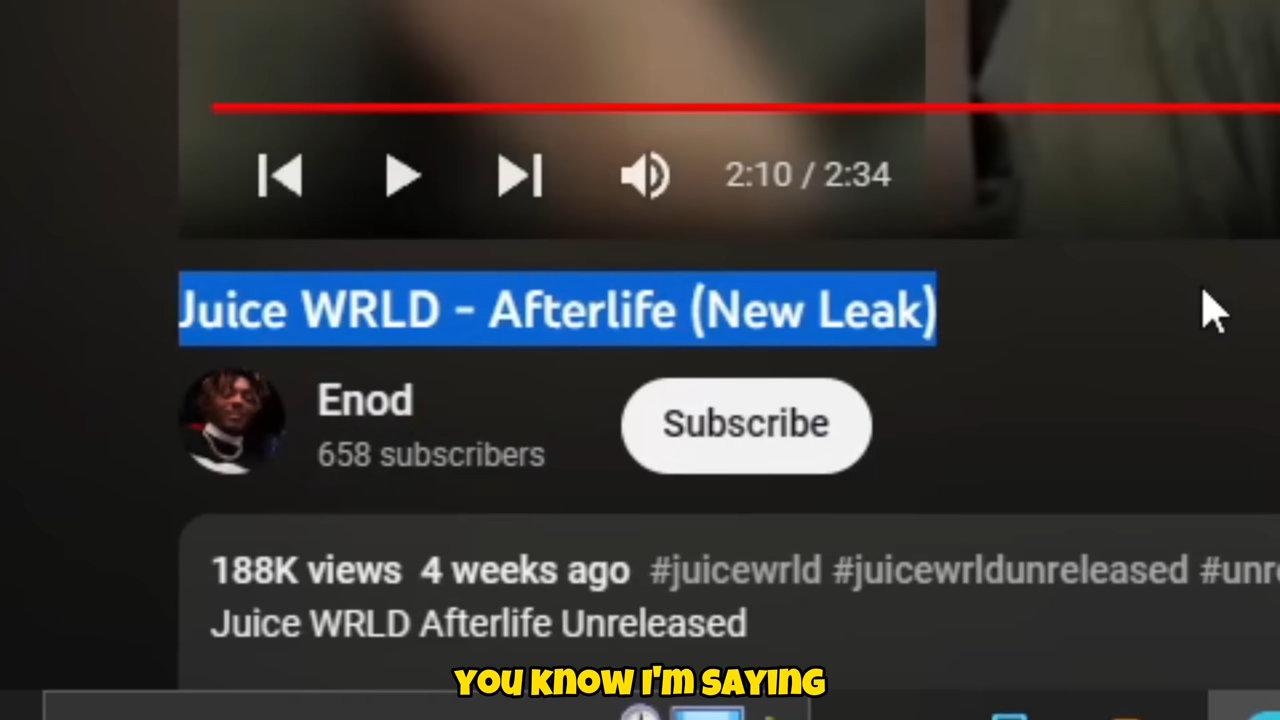 2:10 / 2:34
Juice WRLD - Afterlife (New Leak)
Enod
658 subscribers
Subscribe
188K views 4 weeks ago #juicewrld #juicewrldunreleased
Juice WRLD Afterlife Unreleased
YOU KNOW I'M SAYING